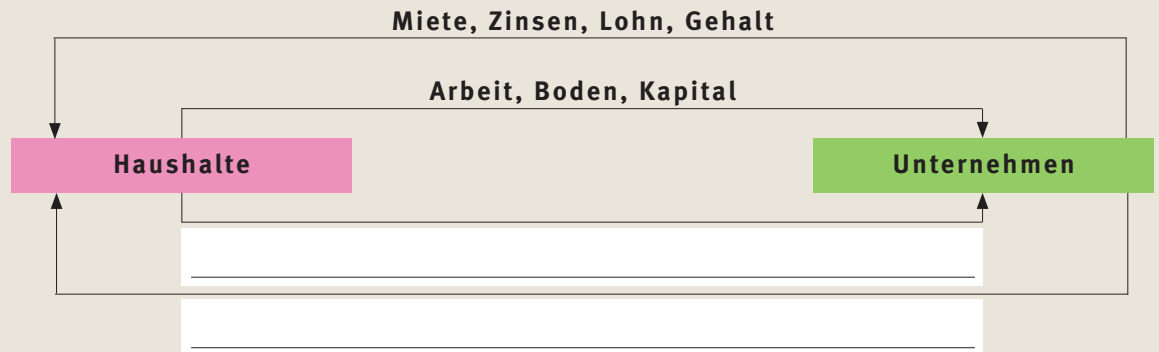 Miete, Zinsen, Lohn, Gehalt
Arbeit, Boden, Kapital
Haushalte
Unternehmen